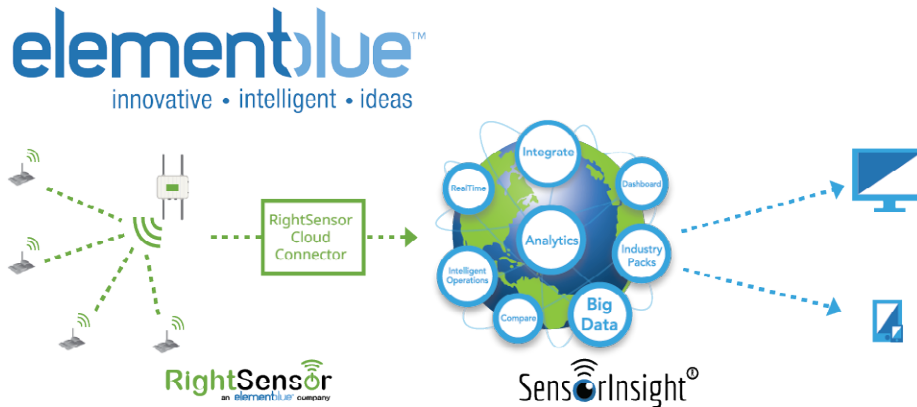 elementblue™
innovative • intelligent • ideas
Integrate
RealTime
Dashboard
RightSensor
Cloud
Connector
Analytics
Industry
Packs
Intelligent
Operations
Compare
Big
Data
RightSensor
an elementblue company
SensorInsight